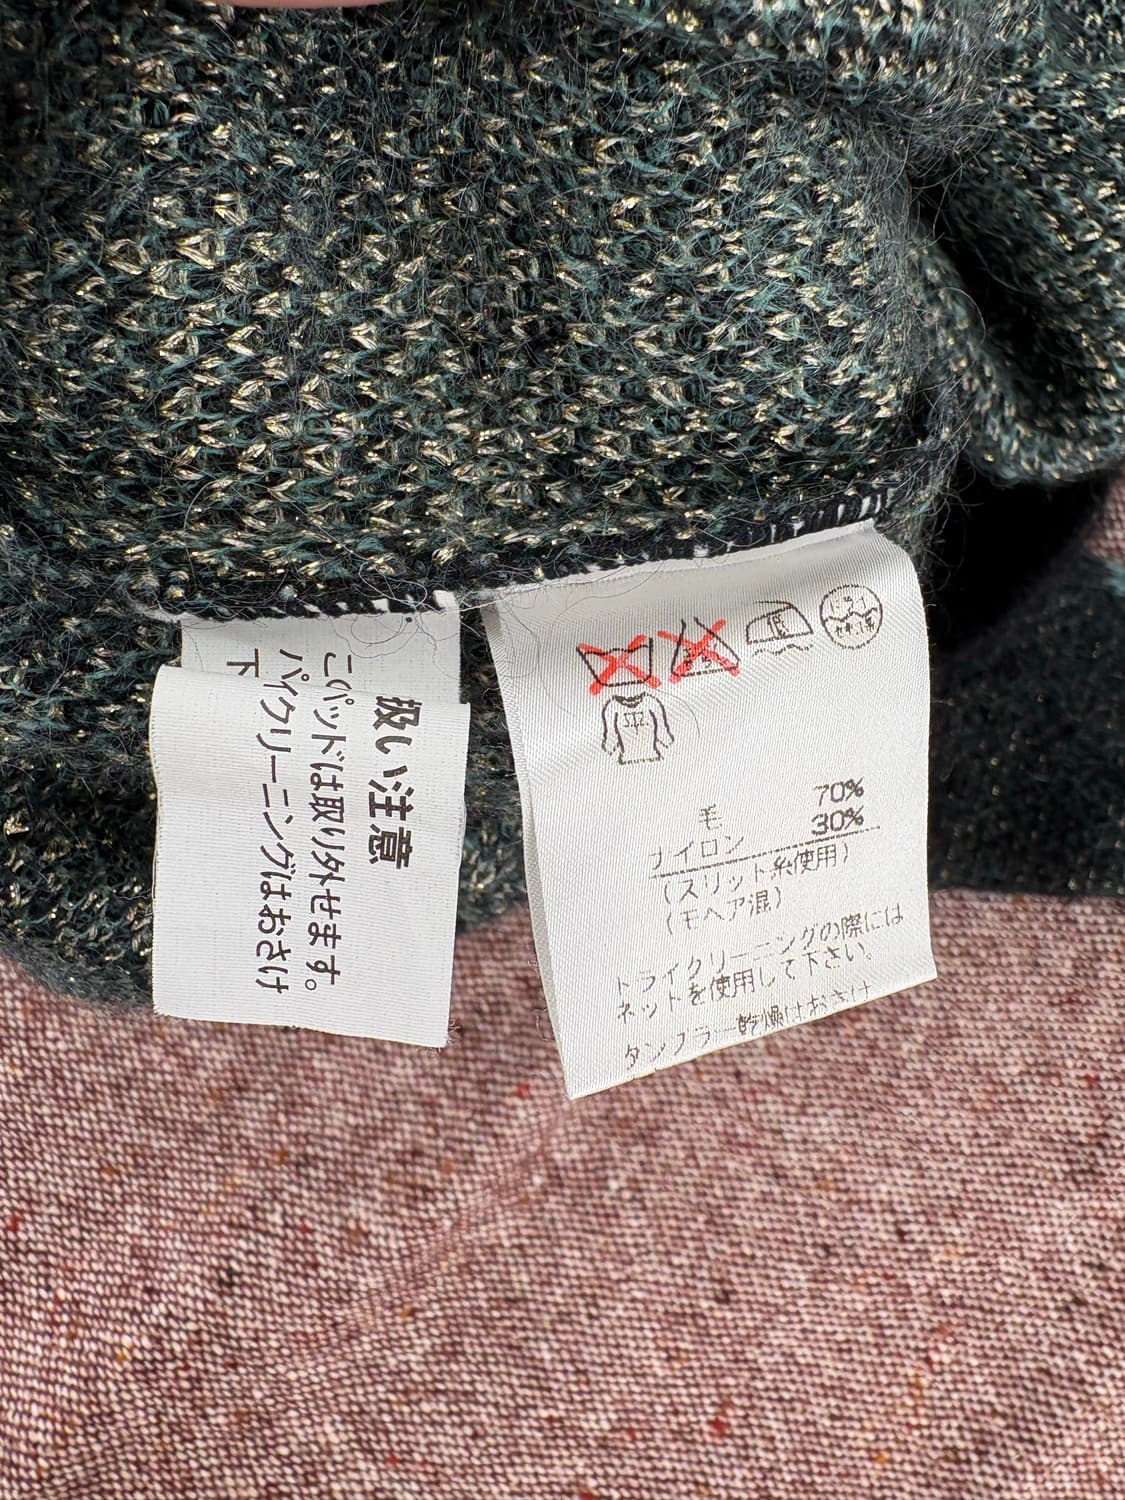 扱い注意
このパッドは取り外せます。
パイクリーニングはおさけ
下
平
毛 70%
ナイロン 30%
(スリット糸使用)
(モヘア混)
ドライクリーニングの際には
ネットを使用して下さい。
タンブラー乾燥はおさけ